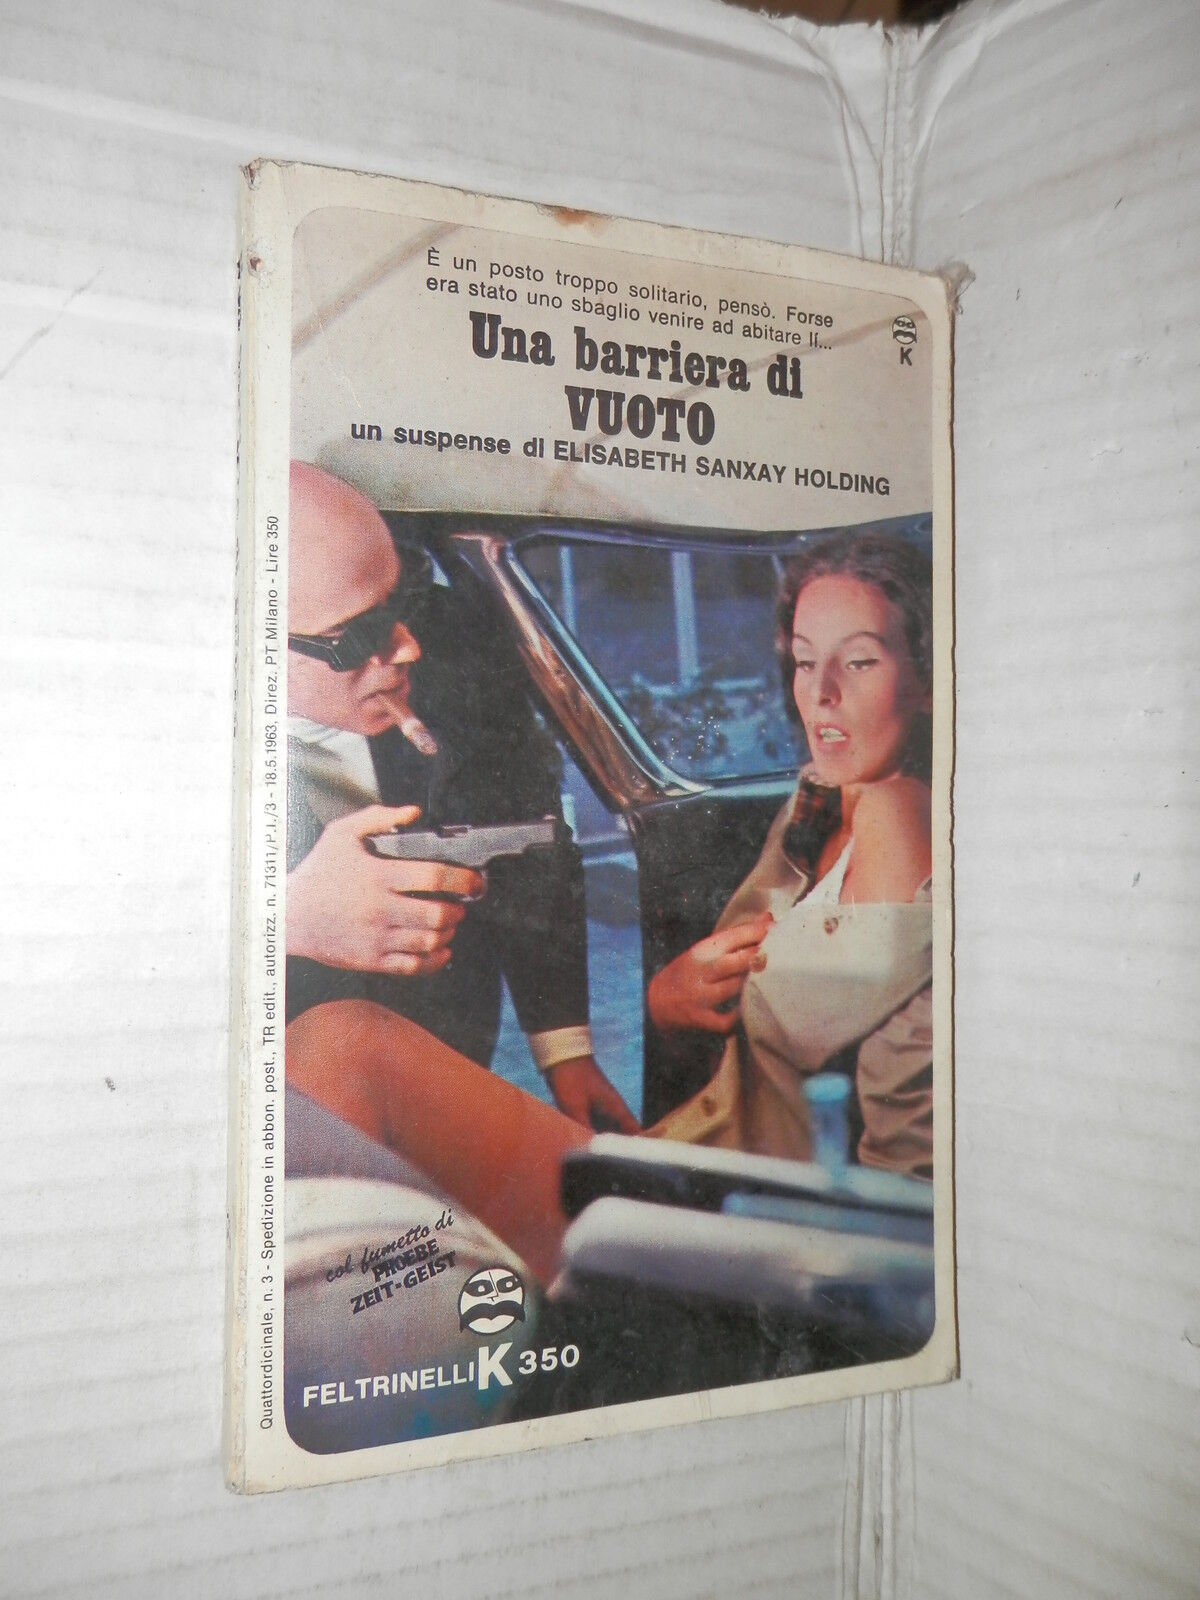 È un posto troppo solitario, pensò. Forse
era stato uno sbaglio venire ad abitare lí...
K
Una barriera di
VUOTO
un suspense di ELISABETH SANXAY HOLDING
Quattordicinale, n. 3 - Spedizione in abbon. post., TR edit., autorizz. n. 71311/P.I./3 - 18.5.1963, Direz. PT Milano - Lire 350
col fumetto di
PHOEBE
ZEIT-GEIST
FELTRINELLI K 350